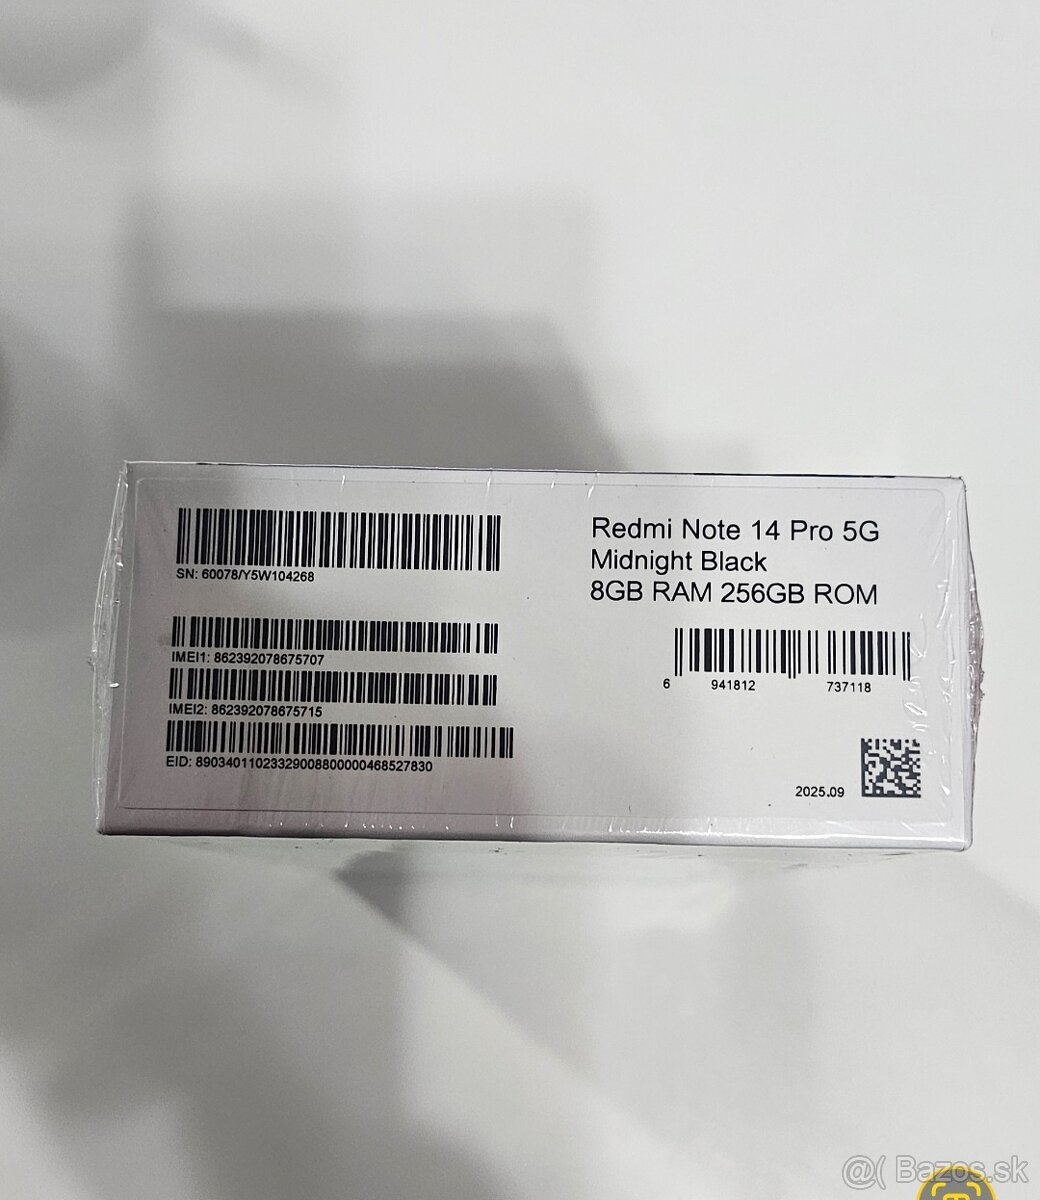 SN: 60078/Y5W104268
IMEI1: 862392078675707
IMEI2: 862392078675715
EID: 89034011023329008800000468527830
Redmi Note 14 Pro 5G
Midnight Black
8GB RAM 256GB ROM
6 941812 737118
2025.09
@( Bazos.sk